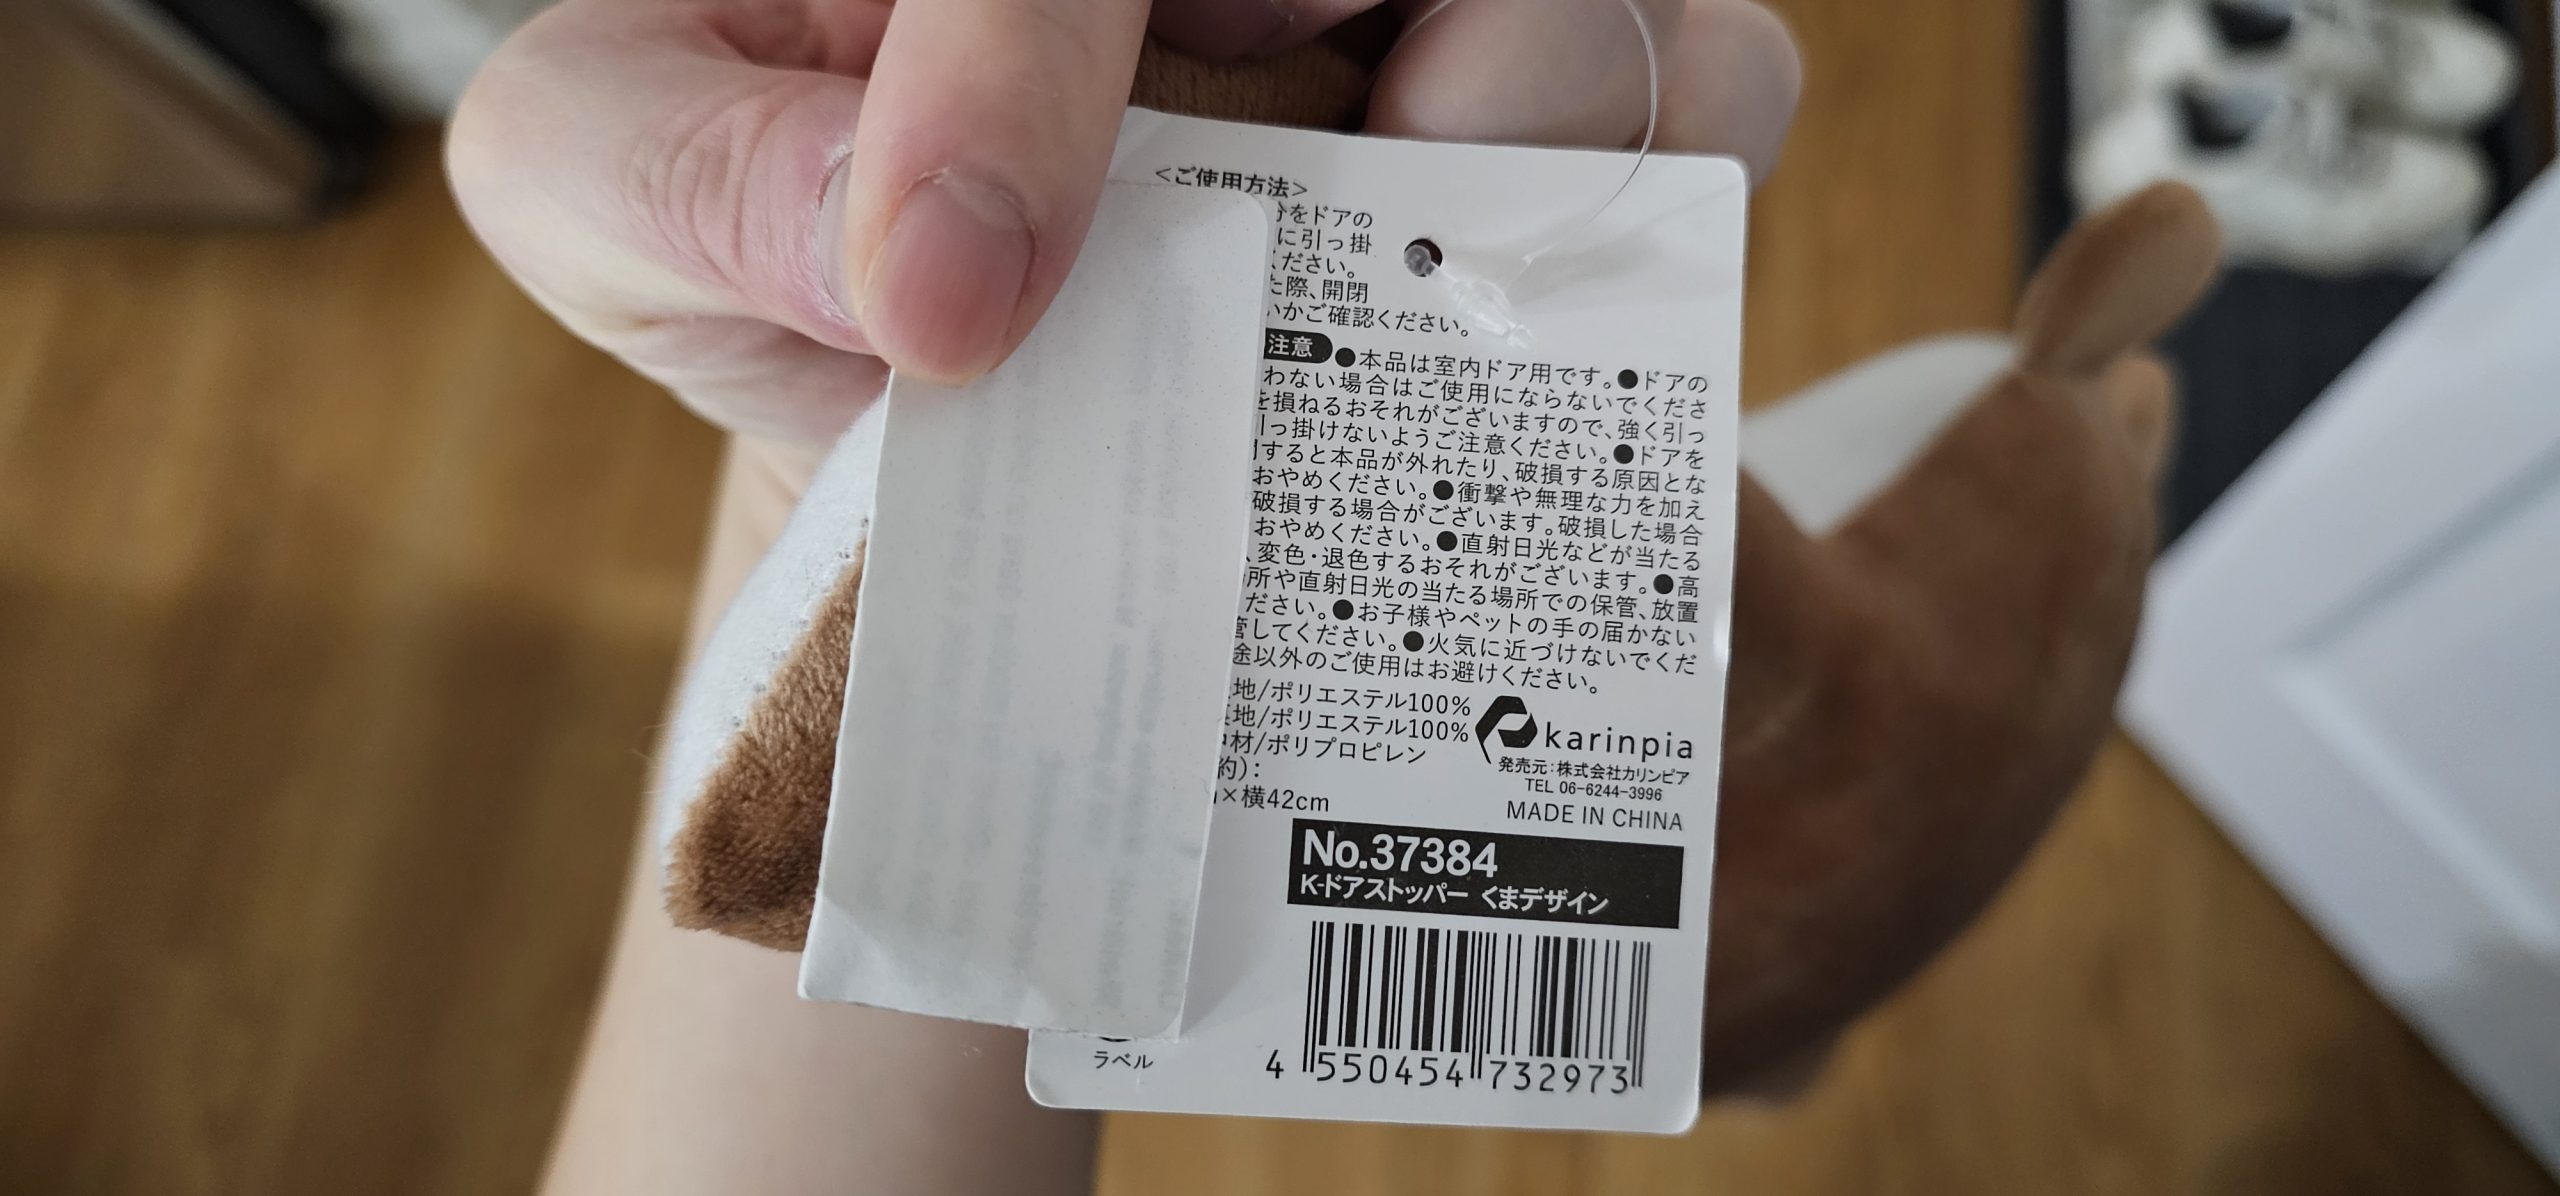 <ご使用方法>
をドアの
に引っ掛
ください。
た際、開閉
いかご確認ください。
注意 ●本品は室内ドア用です。●ドアの
わない場合はご使用にならないでくださ
を損ねるおそれがございますので、強く引っ
引っ掛けないようご注意ください。●ドアを
すると本品が外れたり、破損する原因とな
おやめください。●衝撃や無理な力を加え
破損する場合がございます。破損した場合
おやめください。●直射日光などが当たる
、変色・退色するおそれがございます。●高
所や直射日光の当たる場所での保管、放置
ださい。●お子様やペットの手の届かない
管してください。●火気に近づけないでくだ
途以外のご使用はお避けください。
地/ポリエステル100%
地/ポリエステル100%
材/ポリプロピレン
約):
×横42cm
karinpia
発売元:株式会社カリンピア
TEL 06-6244-3996
MADE IN CHINA
No.37384
K-ドアストッパー くまデザイン
ラベル
4 550454 732973